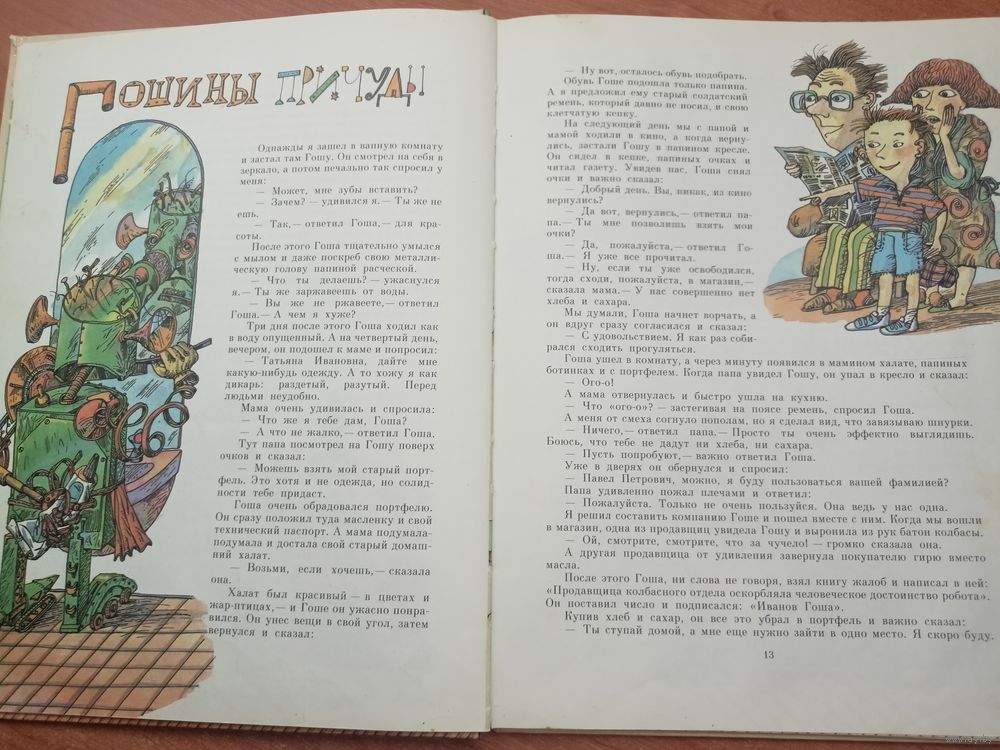 Гошины причуды
Однажды я зашел в ванную комнату
и застал там Гошу. Он смотрел на себя в
зеркало, а потом печально так спросил у
меня:
— Может, мне зубы вставить?
— Зачем? — удивился я.— Ты же не
ешь.
— Так,— ответил Гоша,— для кра-
соты.
После этого Гоша тщательно умылся
с мылом и даже поскреб свою металли-
ческую голову папиной расческой.
— Что ты делаешь? — ужаснулся
я.— Ты же заржавеешь от воды.
— Вы же не ржавеете,— ответил
Гоша.— А чем я хуже?
Три дня после этого Гоша ходил как
в воду опущенный. А на четвертый день,
вечером, он подошел к маме и попросил:
— Татьяна Ивановна, дайте мне
какую-нибудь одежду. А то хожу я как
дикарь: раздетый, разутый. Перед
людьми неудобно.
Мама очень удивилась и спросила:
— Что же я тебе дам, Гоша?
— А что не жалко,— ответил Гоша.
Тут папа посмотрел на Гошу поверх
очков и сказал:
— Можешь взять мой старый порт-
фель. Это хотя и не одежда, но солид-
ности тебе придаст.
Гоша очень обрадовался портфелю.
Он сразу положил туда масленку и свой
технический паспорт. А мама подумала-
подумала и достала свой старый домаш-
ний халат.
— Возьми, если хочешь,— сказала
она.
Халат был красивый — в цветах и
жар-птицах,— и Гоше он ужасно понра-
вился. Он унес вещи в свой угол, затем
вернулся и сказал:
— Ну вот, осталось обувь подобрать.
Обувь Гоше подошла только папина.
А я предложил ему старый солдатский
ремень, который давно не носил, и свою
клетчатую кепку.
На следующий день мы с папой и
мамой ходили в кино, а когда верну-
лись, застали Гошу в папином кресле.
Он сидел в кепке, папиных очках и
читал газету. Увидев нас, Гоша снял
очки и важно сказал:
— Добрый день. Вы, никак, из кино
вернулись?
— Да вот, вернулись,— ответил па-
па.— Ты мне позволишь взять мои
очки?
— Да, пожалуйста,— ответил Го-
ша.— Я уже все прочитал.
— Ну, если ты уже освободился,
тогда сходи, пожалуйста, в магазин,—
сказала мама.— У нас совершенно нет
хлеба и сахара.
Мы думали, Гоша начнет ворчать, а
он вдруг сразу согласился и сказал:
— С удовольствием. Я как раз соби-
рался сходить прогуляться.
Гоша ушел в комнату, а через минуту появился в мамином халате, папиных
ботинках и с портфелем. Когда папа увидел Гошу, он упал в кресло и сказал:
— Ого-о!
А мама отвернулась и быстро ушла на кухню.
— Что «ого-о»? — застегивая на поясе ремень, спросил Гоша.
А меня от смеха согнуло пополам, но я сделал вид, что завязываю шнурки.
— Ничего,— ответил папа.— Просто ты очень эффектно выглядишь.
Боюсь, что тебе не дадут ни хлеба, ни сахара.
— Пусть попробуют,— важно ответил Гоша.
Уже в дверях он обернулся и спросил:
— Павел Петрович, можно, я буду пользоваться вашей фамилией?
Папа удивленно пожал плечами и ответил:
— Пожалуйста. Только не очень пользуйся. Она ведь у нас одна.
Я решил составить компанию Гоше и пошел вместе с ним. Когда мы вошли
в магазин, одна из продавщиц увидела Гошу и выронила из рук батон колбасы.
— Ой, смотрите, смотрите, что за чучело! — громко сказала она.
А другая продавщица от удивления завернула покупателю гирю вместо
масла.
После этого Гоша, ни слова не говоря, взял книгу жалоб и написал в ней:
«Продавщица колбасного отдела оскорбляла человеческое достоинство робота».
Он поставил число и подписался: «Иванов Гоша».
Купив хлеб и сахар, он все это убрал в портфель и важно сказал:
— Ты ступай домой, а мне еще нужно зайти в одно место. Я скоро буду.
13